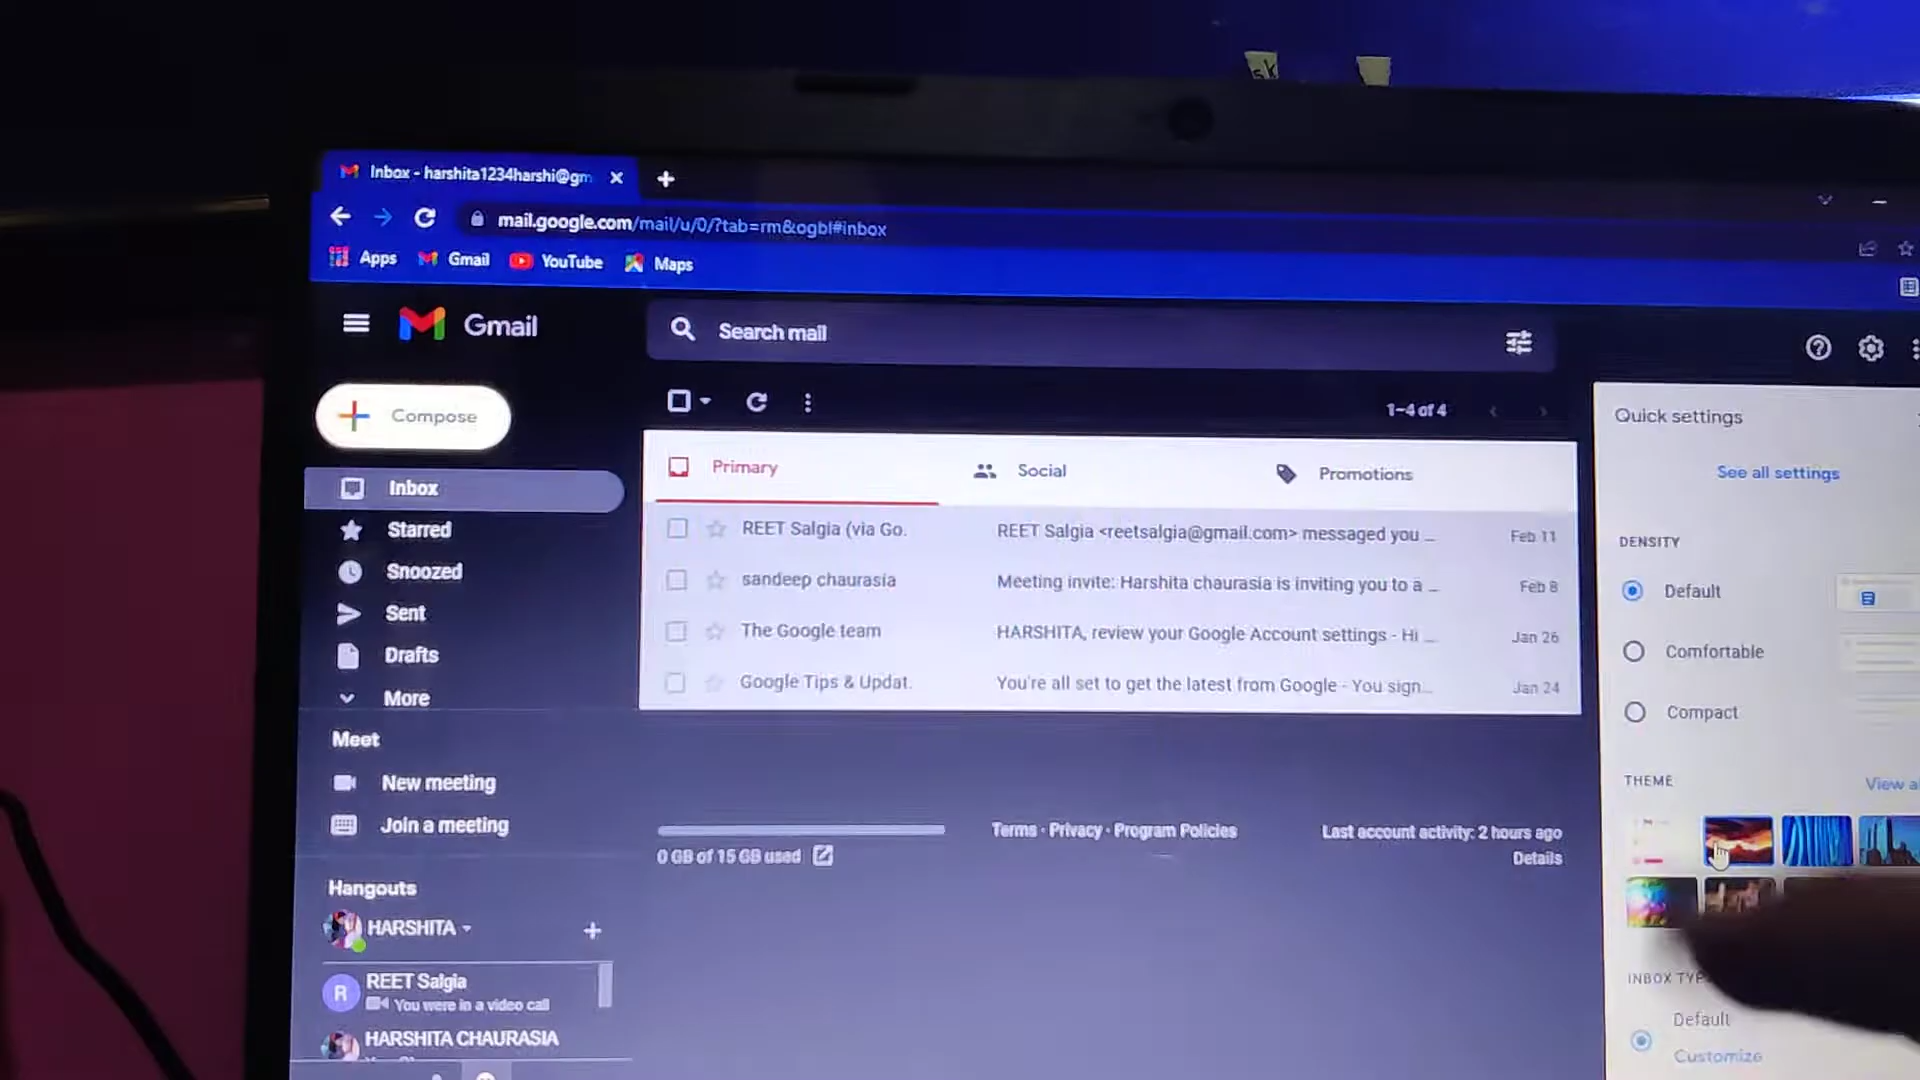 sk
Inbox - harshita1234harshi@gm
mail.google.com/mail/u/0/?tab=rm&ogbl#inbox
Apps Gmail YouTube Maps
Gmail
Search mail
Compose
1–4 of 4
Quick settings
See all settings
Inbox
Starred
Snoozed
Sent
Drafts
More
Primary Social Promotions
REET Salgia (via Go. REET Salgia <reetsalgia@gmail.com> messaged you ... Feb 11
sandeep chaurasia Meeting invite: Harshita chaurasia is inviting you to a ... Feb 8
The Google team HARSHITA, review your Google Account settings - Hi ... Jan 26
Google Tips & Updat. You're all set to get the latest from Google - You sign... Jan 24
DENSITY
Default
Comfortable
Compact
THEME
Meet
New meeting
Join a meeting
0 GB of 15 GB used
Terms · Privacy · Program Policies
Last account activity: 2 hours ago
Details
Hangouts
HARSHITA
REET Salgia
You were in a video call
HARSHITA CHAURASIA
View a
INBOX TYP
Default
Customize